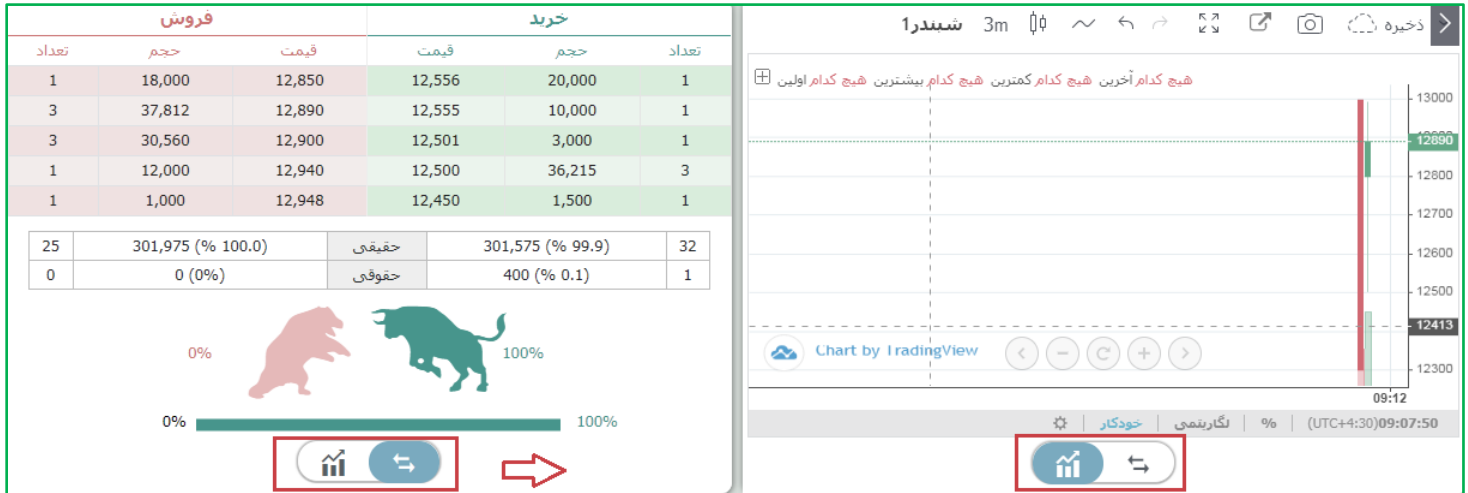 خرید فروش
تعداد حجم قیمت قیمت حجم تعداد
1 20,000 12,556 12,850 18,000 1
1 10,000 12,555 12,890 37,812 3
1 3,000 12,501 12,900 30,560 3
3 36,215 12,500 12,940 12,000 1
1 1,500 12,450 12,948 1,000 1
32 301,575 (% 99.9) حقیقی 301,975 (% 100.0) 25
1 400 (% 0.1) حقوقی 0 (0%) 0
100% 0%
100% 0%
ذخیره
3m شبندر1
اولین هیچ کدام بیشترین هیچ کدام کمترین هیچ کدام آخرین هیچ کدام
13000
12890
12800
12700
12600
12500
12413
12300
Chart by TradingView
09:12
09:07:50(UTC+4:30) % لگاریتمی خودکار